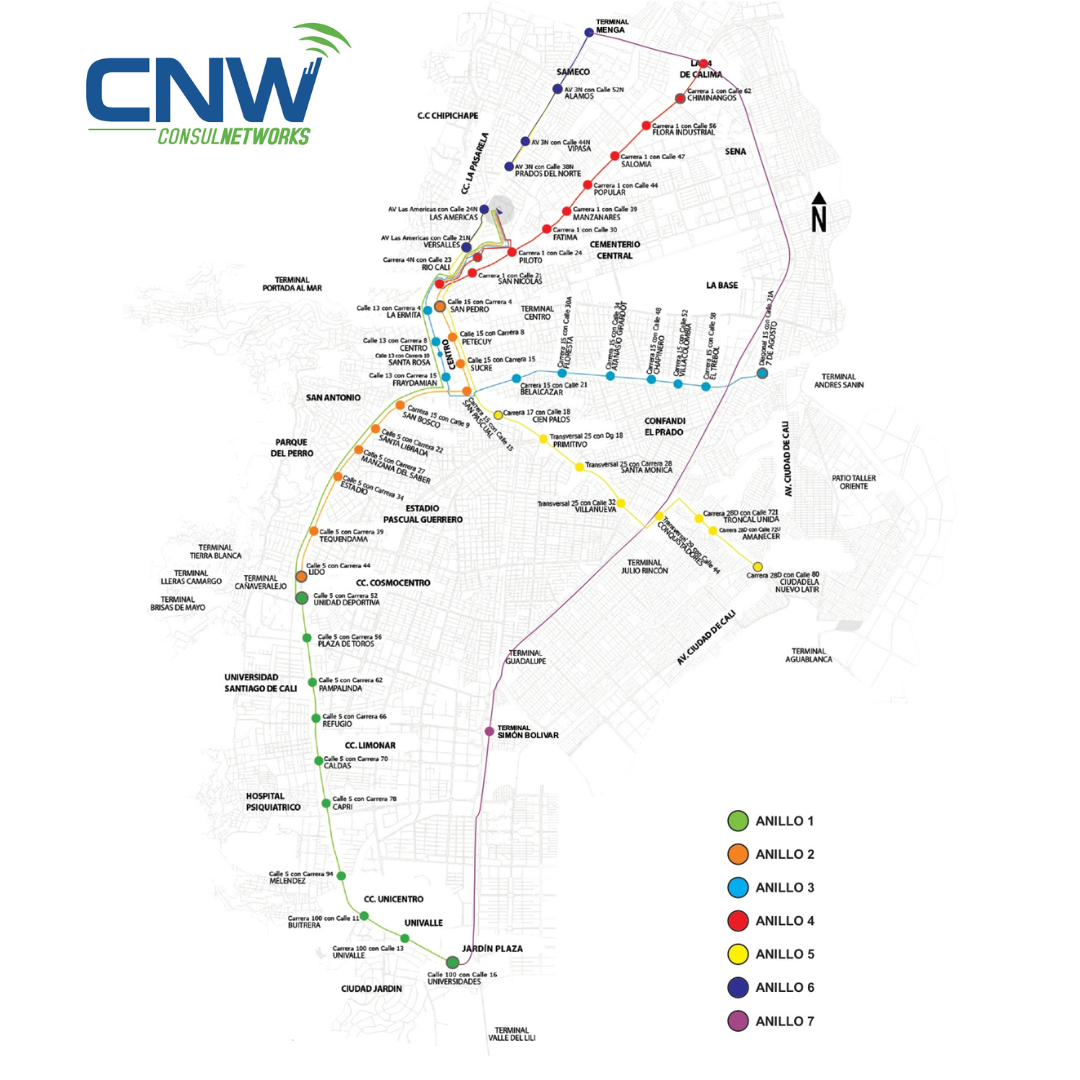 CNW
CONSULNETWORKS
TERMINAL
MENGA
LA 14
DE CALIMA
SAMECO
AV 3N con Calle 52N
ALAMOS
Carrera 1 con Calle 62
CHIMINANGOS
C.C CHIPICHAPE
Carrera 1 con Calle 56
FLORA INDUSTRIAL
AV 3N con Calle 44N
VIPASA
SENA
CC. LA PASARELA
Carrera 1 con Calle 47
SALOMIA
AV 3N con Calle 38N
PRADOS DEL NORTE
Carrera 1 con Calle 44
POPULAR
N
AV Las Americas con Calle 24N
LAS AMERICAS
Carrera 1 con Calle 39
MANZANARES
Carrera 1 con Calle 30
FATIMA
AV Las Americas con Calle 21N
VERSALLES
CEMENTERIO
CENTRAL
Carrera 1 con Calle 24
PILOTO
Carrera 4N con Calle 23
RIO CALI
Carrera 1 con Calle 21
SAN NICOLAS
TERMINAL
PORTADA AL MAR
LA BASE
Calle 15 con Carrera 4
SAN PEDRO
Calle 13 con Carrera 4
LA ERMITA
TERMINAL
CENTRO
Calle 15 con Carrera 8
PETECUY
Calle 13 con Carrera 8
CENTRO
Calle 13 con Carrera 10
SANTA ROSA
CENTRO
Calle 15 con Carrera 15
SUCRE
Calle 13 con Carrera 15
FRAYDAMIAN
Carrera 15 con Calle 21
BELALCAZAR
Carrera 15 con Calle 30A
FLORESTA
Carrera 15 con Calle 34
ATANASIO GIRARDOT
Carrera 15 con Calle 48
CHAPINERO
Carrera 15 con Calle 52
VILLACOLOMBIA
Carrera 15 con Calle 58
EL TREBOL
Diagonal 15 con Calle 71A
7 DE AGOSTO
TERMINAL
ANDRES SANIN
SAN ANTONIO
Carrera 15 con Calle 9
SAN BOSCO
Carrera 15 con Calle 15
SAN PASCUAL
Carrera 17 con Calle 18
CIEN PALOS
CONFANDI
EL PRADO
Calle 5 con Carrera 22
SANTA LIBRADA
Transversal 25 con Dg 18
PRIMITIVO
PARQUE
DEL PERRO
Calle 5 con Carrera 27
MANZANA DEL SABER
AV. CIUDAD DE CALI
Transversal 25 con Carrera 28
SANTA MONICA
Calle 5 con Carrera 34
ESTADIO
PATIO TALLER
ORIENTE
Transversal 25 con Calle 32
VILLANUEVA
ESTADIO
PASCUAL GUERRERO
Carrera 28D con Calle 72I
TRONCAL UNIDA
Carrera 28D con Calle 72U
AMANECER
Calle 5 con Carrera 39
TEQUENDAMA
Transversal 29 con Calle 44
CONQUISTADORES
TERMINAL
TIERRA BLANCA
Calle 5 con Carrera 44
LIDO
TERMINAL
JULIO RINCÓN
TERMINAL
LLERAS CAMARGO
TERMINAL
CAÑAVERALEJO
CC. COSMOCENTRO
Carrera 28D con Calle 80
CIUDADELA
NUEVO LATIR
TERMINAL
BRISAS DE MAYO
Calle 5 con Carrera 52
UNIDAD DEPORTIVA
Calle 5 con Carrera 56
PLAZA DE TOROS
AV. CIUDAD DE CALI
TERMINAL
GUADALUPE
TERMINAL
AGUABLANCA
UNIVERSIDAD
SANTIAGO DE CALI
Calle 5 con Carrera 62
PAMPALINDA
Calle 5 con Carrera 66
REFUGIO
TERMINAL
SIMÓN BOLIVAR
CC. LIMONAR
Calle 5 con Carrera 70
CALDAS
HOSPITAL
PSIQUIATRICO
Calle 5 con Carrera 78
CAPRI
ANILLO 1
ANILLO 2
ANILLO 3
ANILLO 4
ANILLO 5
ANILLO 6
ANILLO 7
Calle 5 con Carrera 94
MÉLENDEZ
CC. UNICENTRO
Carrera 100 con Calle 11
BUITRERA
UNIVALLE
Carrera 100 con Calle 13
UNIVALLE
JARDÍN PLAZA
Calle 100 con Calle 16
UNIVERSIDADES
CIUDAD JARDIN
TERMINAL
VALLE DEL LILI